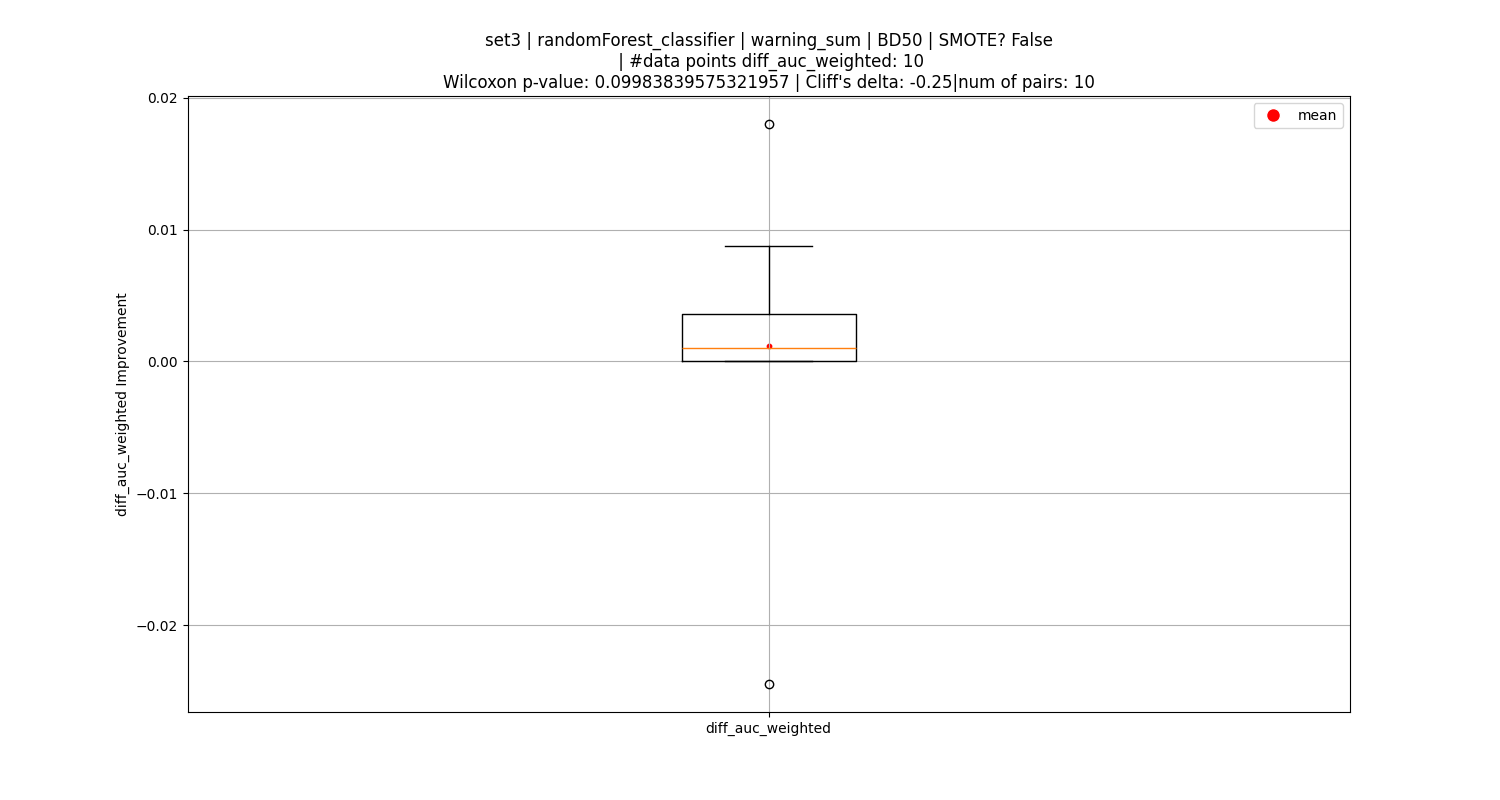 set3 | randomForest_classifier | warning_sum | BD50 | SMOTE? False
| #data points diff_auc_weighted: 10
Wilcoxon p-value: 0.09983839575321957 | Cliff's delta: -0.25|num of pairs: 10
mean
0.02
0.01
0.00
−0.01
−0.02
diff_auc_weighted Improvement
diff_auc_weighted